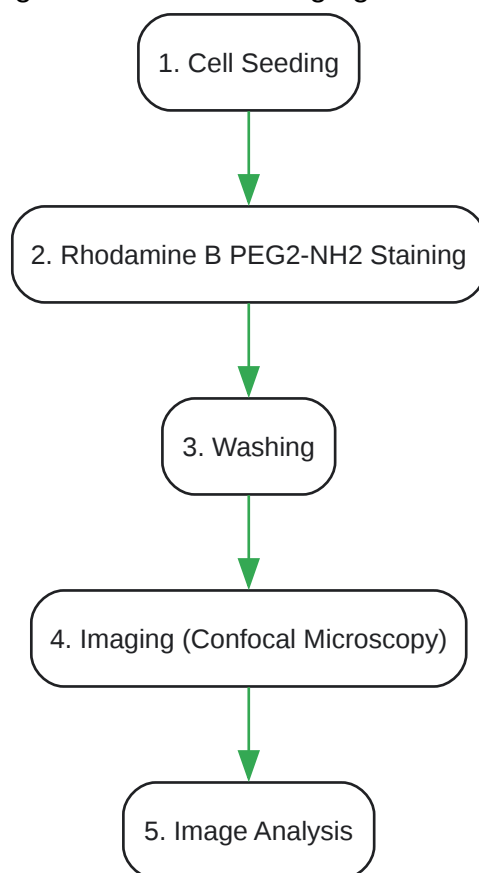 1. Cell Seeding
2. Rhodamine B PEG2-NH2 Staining
3. Washing
4. Imaging (Confocal Microscopy)
5. Image Analysis